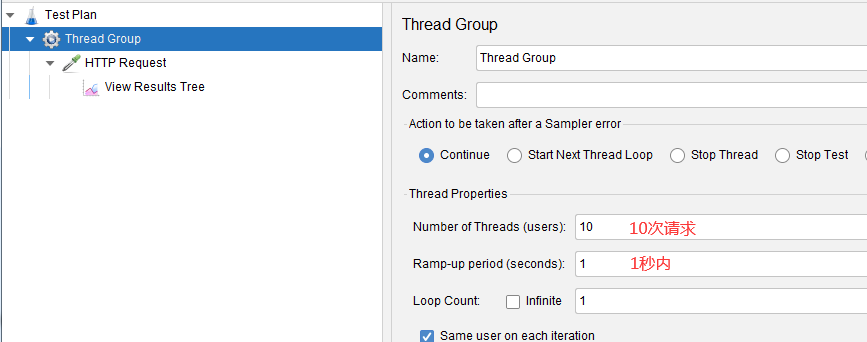 Test Plan
Thread Group
HTTP Request
View Results Tree
Thread Group
Name: Thread Group
Comments:
Action to be taken after a Sampler error
Continue Start Next Thread Loop Stop Thread Stop Test
Thread Properties
Number of Threads (users): 10 10次请求
Ramp-up period (seconds): 1 1秒内
Loop Count: Infinite 1
Same user on each iteration